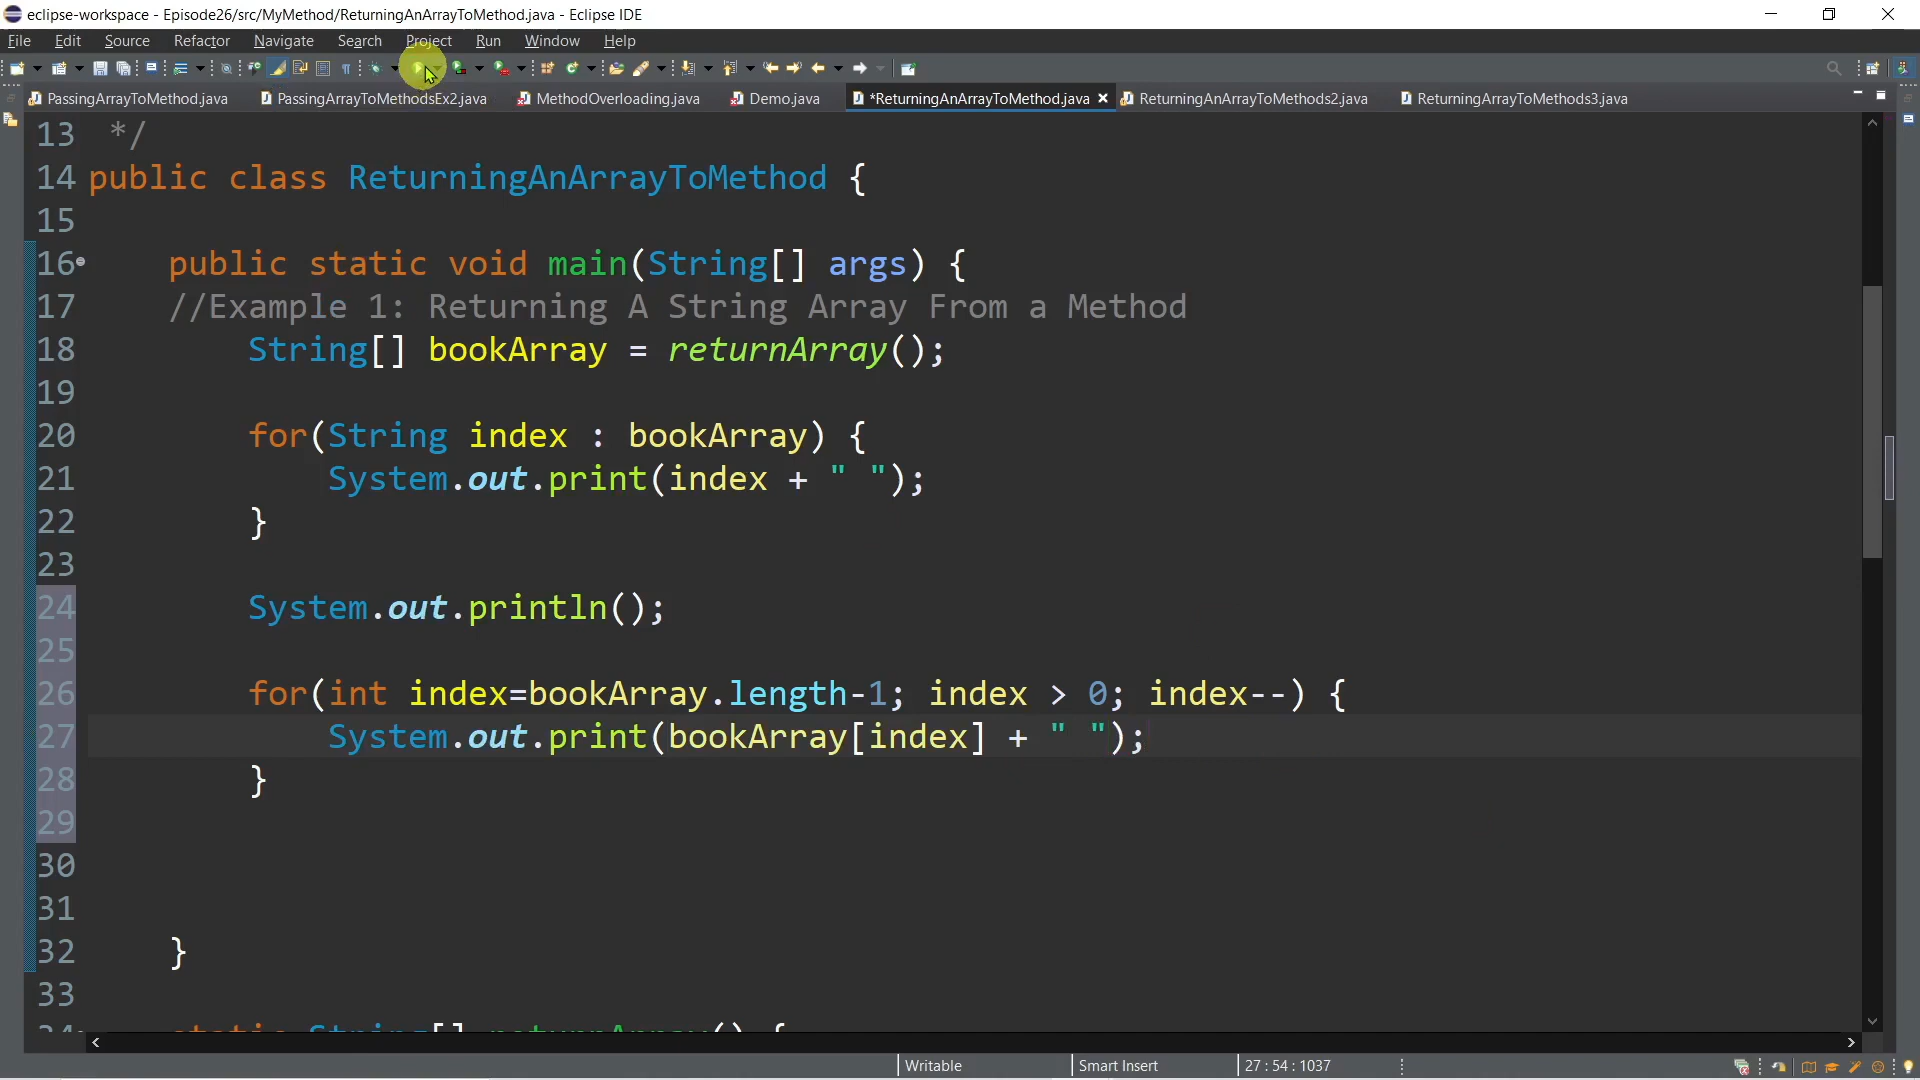 eclipse-workspace - Episode26/src/MyMethod/ReturningAnArrayToMethod.java - Eclipse IDE
File Edit Source Refactor Navigate Search Project Run Window Help
PassingArrayToMethod.java PassingArrayToMethodsEx2.java MethodOverloading.java Demo.java *ReturningAnArrayToMethod.java ReturningAnArrayToMethods2.java ReturningArrayToMethods3.java
13 */
14 public class ReturningAnArrayToMethod {
15
16 public static void main(String[] args) {
17 //Example 1: Returning A String Array From a Method
18 String[] bookArray = returnArray();
19
20 for(String index : bookArray) {
21 System.out.print(index + " ");
22 }
23
24 System.out.println();
25
26 for(int index=bookArray.length-1; index > 0; index--) {
27 System.out.print(bookArray[index] + " ");
28 }
29
30
31
32 }
33
34 static String[] returnArray() {
Writable Smart Insert 27 : 54 : 1037